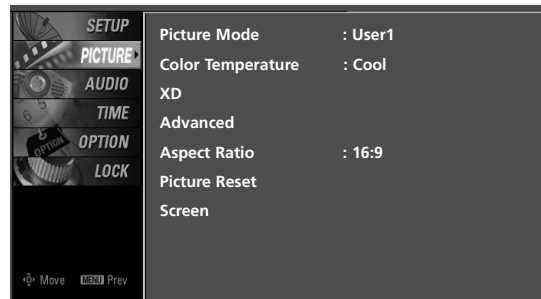 SETUP
PICTURE
AUDIO
TIME
OPTION
LOCK
Move MENU Prev
Picture Mode : User1
Color Temperature : Cool
XD
Advanced
Aspect Ratio : 16:9
Picture Reset
Screen